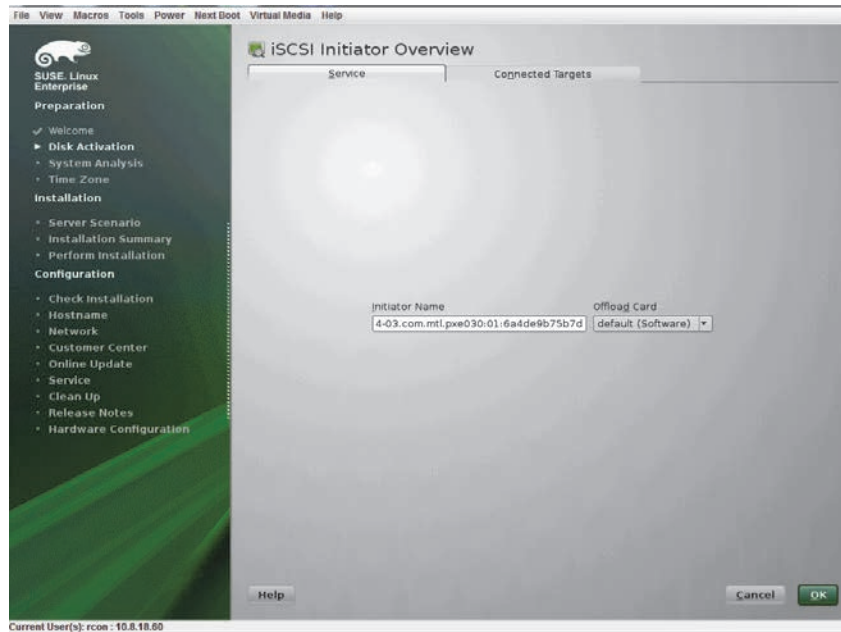 File View Macros Tools Power Next Boot Virtual Media Help
SUSE. Linux
Enterprise
Preparation
Welcome
Disk Activation
System Analysis
Time Zone
Installation
Server Scenario
Installation Summary
Perform Installation
Configuration
Check Installation
Hostname
Network
Customer Center
Online Update
Service
Clean Up
Release Notes
Hardware Configuration
iSCSI Initiator Overview
Service Connected Targets
Initiator Name Offload Card
4-03.com.mtl.pxe030:01:6a4de9b75b7d default (Software)
Help Cancel OK
Current User(s): rcon : 10.8.18.60